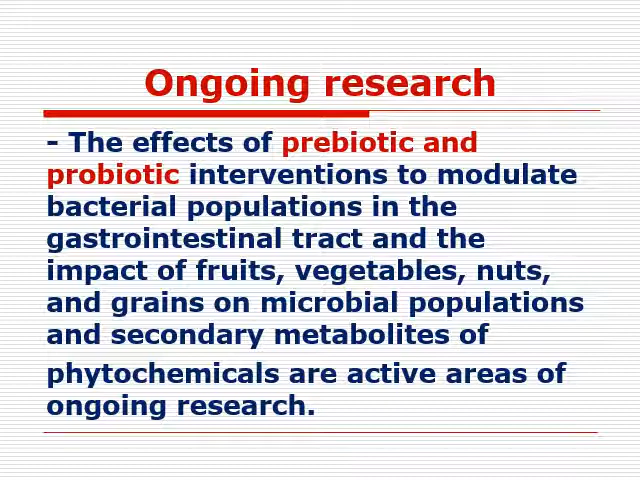 Ongoing research
- The effects of prebiotic and
probiotic interventions to modulate
bacterial populations in the
gastrointestinal tract and the
impact of fruits, vegetables, nuts,
and grains on microbial populations
and secondary metabolites of
phytochemicals are active areas of
ongoing research.